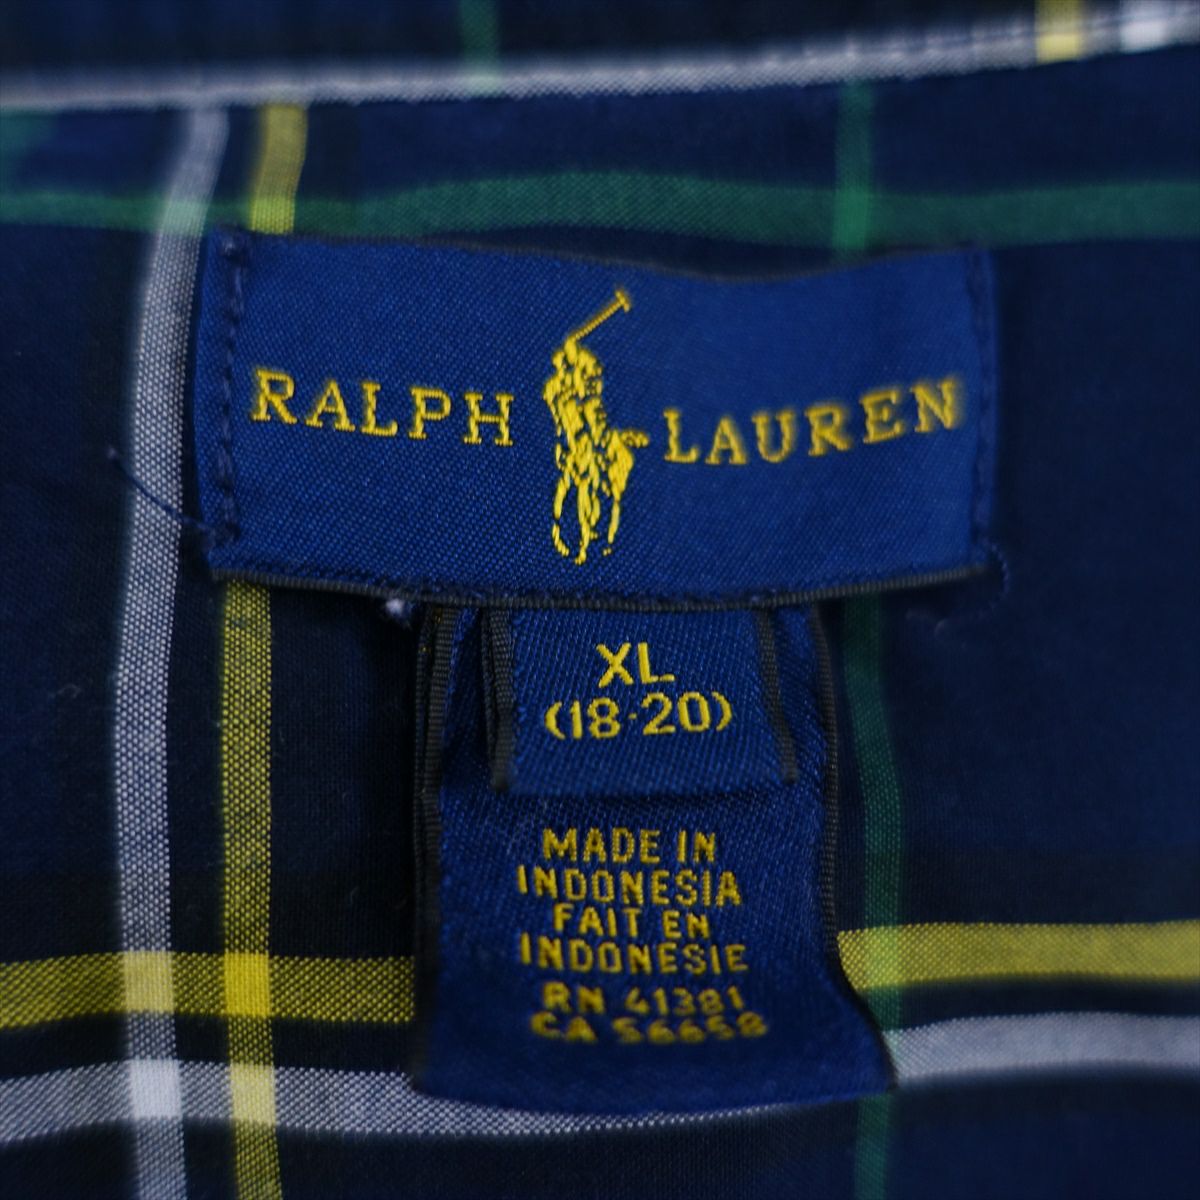 RALPH LAUREN
XL
(18-20)
MADE IN
INDONESIA
FAIT EN
INDONESIE
RN 41381
CA 56658